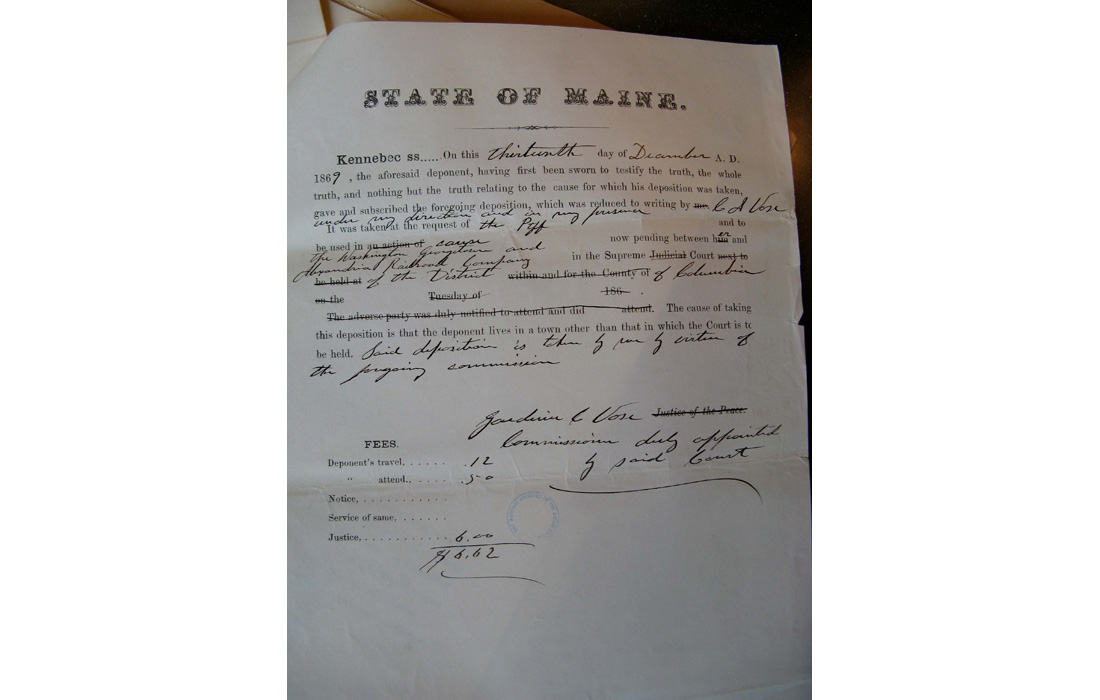 STATE OF MAINE.
Kennebec ss.....On this thirteenth day of December A. D.
1869, the aforesaid deponent, having first been sworn to testify the truth, the whole
truth, and nothing but the truth relating to the cause for which his deposition was taken,
gave and subscribed the foregoing deposition, which was reduced to writing by me. C A Vose
under my direction and in my presence
It was taken at the request of the Pff and to
be used in an action of cause now pending between him er and
the Washington Georgetown and
Alexandria Railroad Company in the Supreme Judicial Court next to
be held at of the District within and for the County of of Columbia
on the Tuesday of 186 .
The adverse party was duly notified to attend and did attend. The cause of taking
this deposition is that the deponent lives in a town other than that in which the Court is to
be held. Said deposition is taken by me by virtue of
the foregoing commission
Gardiner C Vose Justice of the Peace.
Commissioner duly appointed
by said Court
FEES.
Deponent's travel, . . . . . . .12
" attend., . . . . . .50
Notice, . . . . . . . . . . .
Service of same, . . . . . . .
Justice, . . . . . . . . . . . 6.00
$6.62